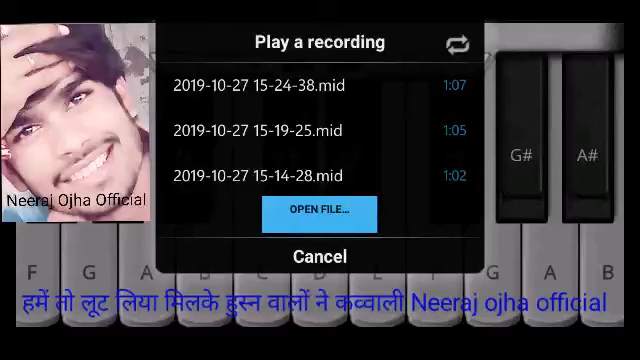 Play a recording
2019-10-27 15-24-38.mid 1:07
2019-10-27 15-19-25.mid 1:05
2019-10-27 15-14-28.mid 1:02
OPEN FILE...
Cancel
Neeraj Ojha Official
G# A#
F G A B C D E F G A B
हमें तो लूट लिया मिलके हुस्न वालों ने कव्वाली Neeraj ojha official